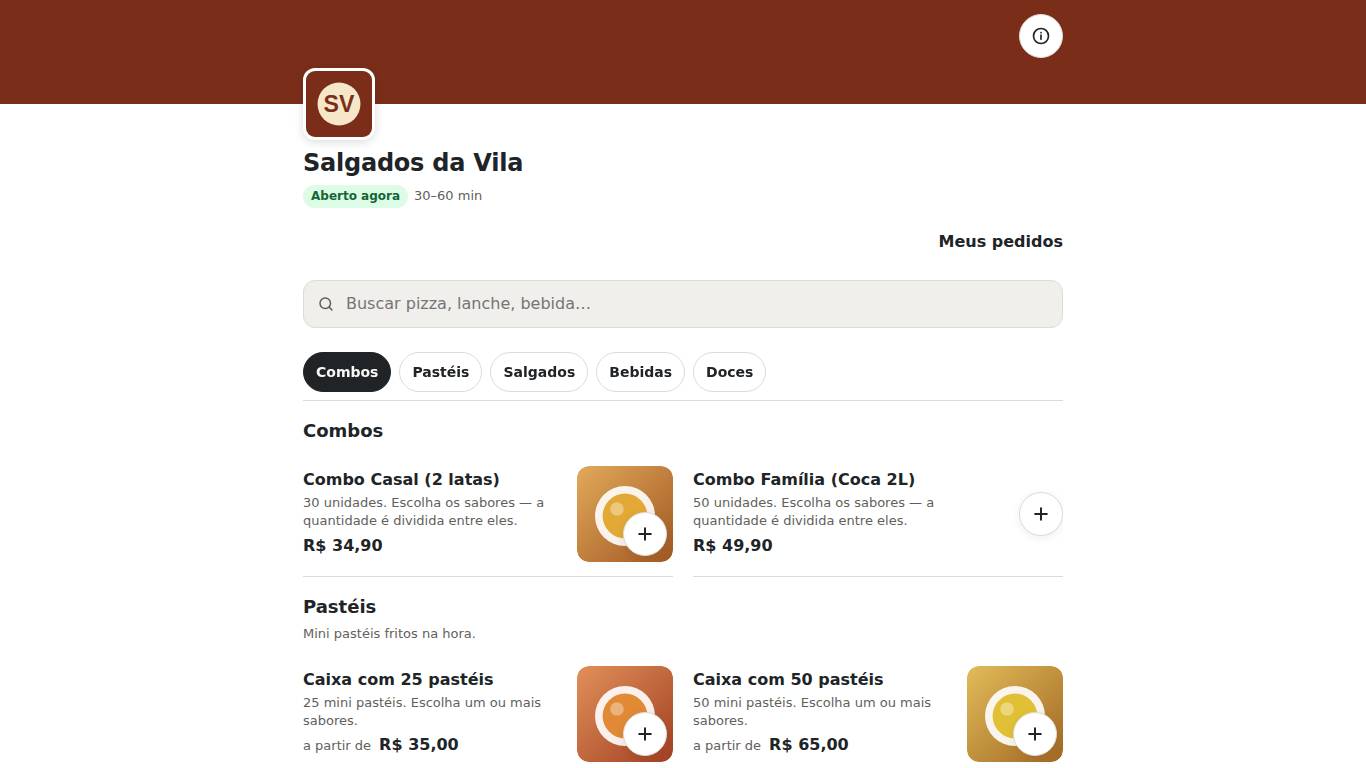 SV
Salgados da Vila
Aberto agora 30–60 min
Meus pedidos
Buscar pizza, lanche, bebida…
Combos Pastéis Salgados Bebidas Doces
Combos
Combo Casal (2 latas)
30 unidades. Escolha os sabores — a
quantidade é dividida entre eles.
R$ 34,90
Combo Família (Coca 2L)
50 unidades. Escolha os sabores — a
quantidade é dividida entre eles.
R$ 49,90
Pastéis
Mini pastéis fritos na hora.
Caixa com 25 pastéis
25 mini pastéis. Escolha um ou mais
sabores.
a partir de R$ 35,00
Caixa com 50 pastéis
50 mini pastéis. Escolha um ou mais
sabores.
a partir de R$ 65,00